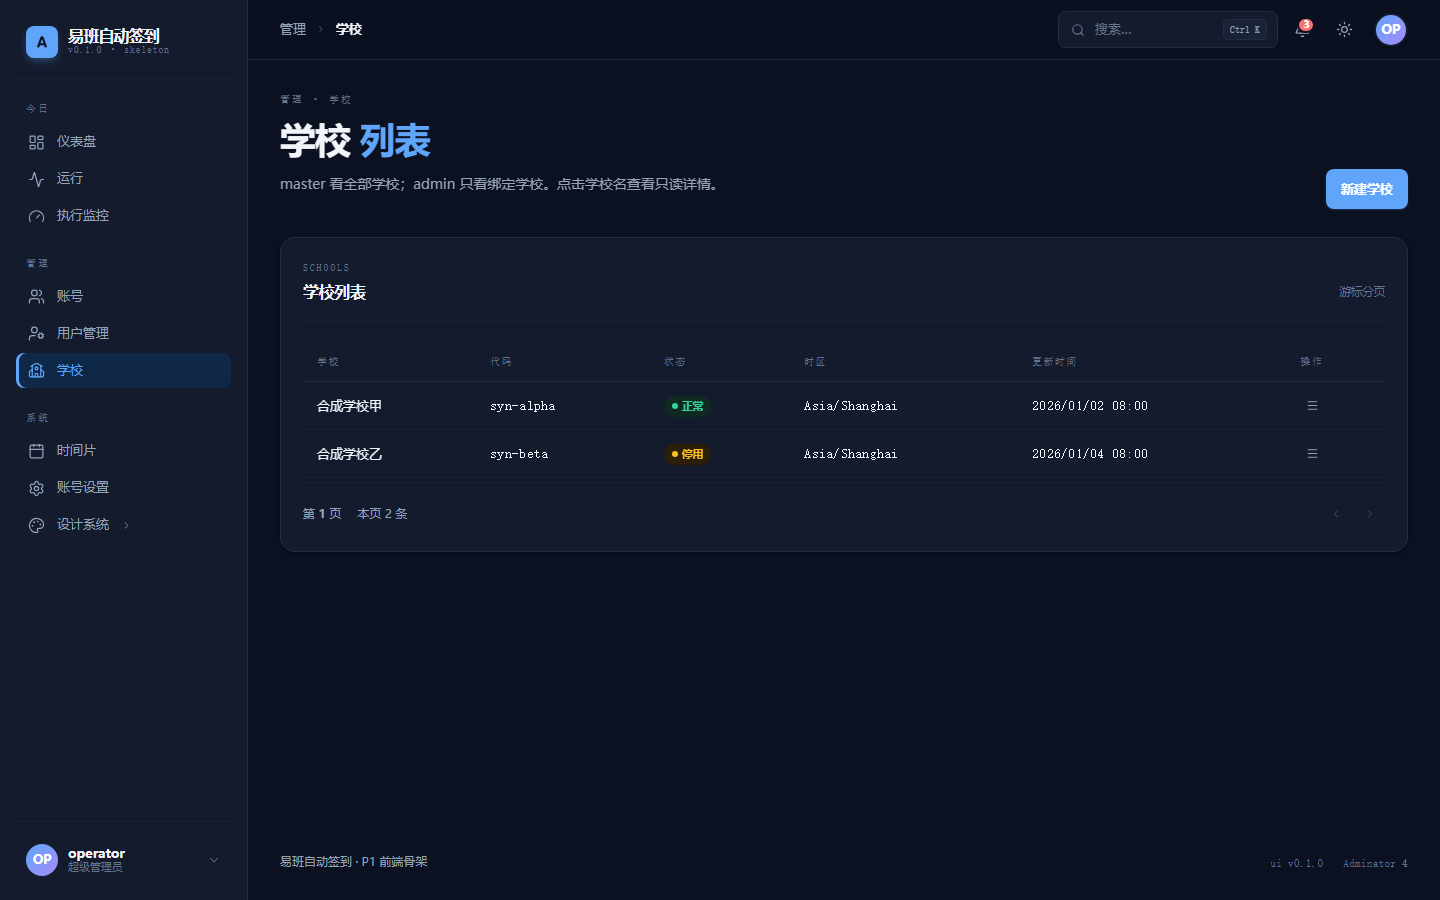 A
易班自动签到
v0.1.0 • skeleton
今日
仪表盘
运行
执行监控
管理
账号
用户管理
学校
系统
时间片
账号设置
设计系统
OP
operator
超级管理员
管理 › 学校
搜索...
Ctrl K
3
OP
管理 • 学校
学校 列表
master 看全部学校；admin 只看绑定学校。点击学校名查看只读详情。
新建学校
SCHOOLS
学校列表
游标分页
学校 代码 状态 时区 更新时间 操作
合成学校甲 syn-alpha 正常 Asia/Shanghai 2026/01/02 08:00
合成学校乙 syn-beta 停用 Asia/Shanghai 2026/01/04 08:00
第 1 页 本页 2 条
易班自动签到 · P1 前端骨架
ui v0.1.0 Adminator 4